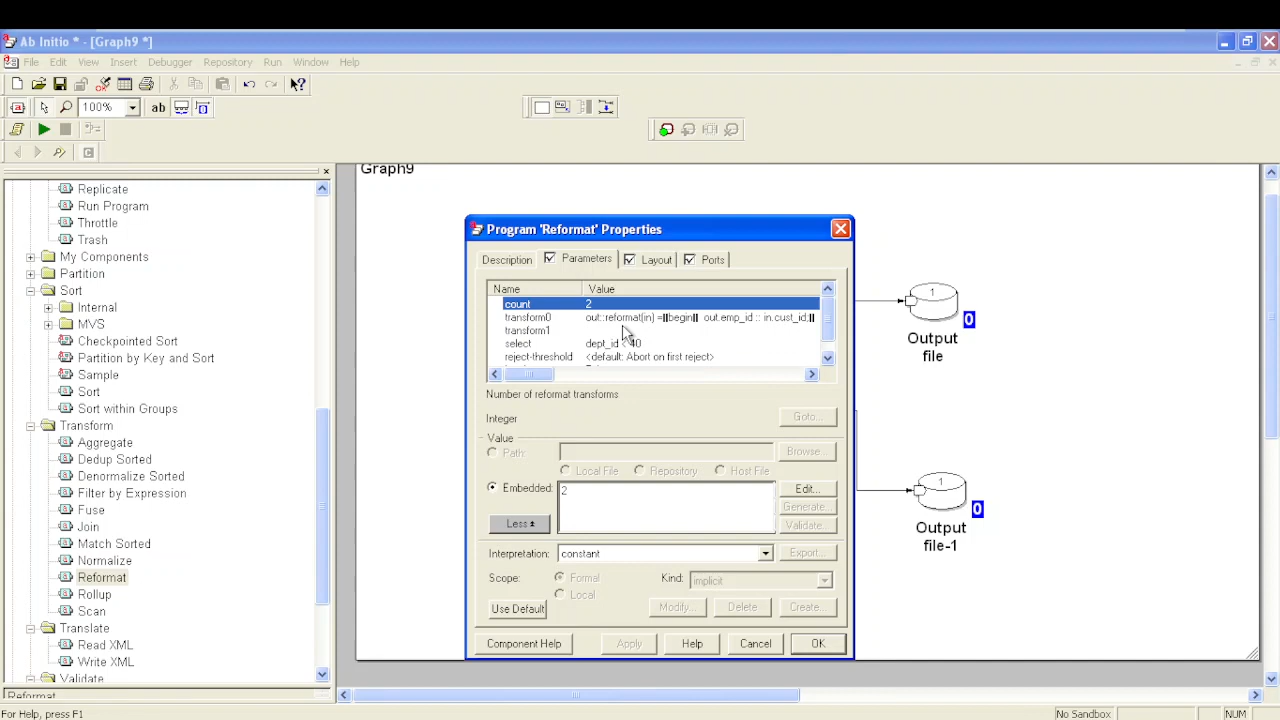 Ab Initio * - [Graph9 *]
File Edit View Insert Debugger Repository Run Window Help
100% ab
Replicate
Run Program
Throttle
Trash
My Components
Partition
Sort
Internal
MVS
Checkpointed Sort
Partition by Key and Sort
Sample
Sort
Sort within Groups
Transform
Aggregate
Dedup Sorted
Denormalize Sorted
Filter by Expression
Fuse
Join
Match Sorted
Normalize
Reformat
Rollup
Scan
Translate
Read XML
Write XML
Validate
Reformat
Graph9
Program 'Reformat' Properties
Description Parameters Layout Ports
Name Value
count 2
transform0 out::reformat(in) =||begin|| out.emp_id :: in.cust_id;||
transform1
select dept_id < 40
reject-threshold <default: Abort on first reject>
Number of reformat transforms
Integer Goto...
Value
Path: Browse...
Local File Repository Host File
Embedded: 2 Edit...
Generate...
Less Validate...
Interpretation: constant Export...
Scope: Formal Kind: implicit
Local
Use Default Modify... Delete Create...
Component Help Apply Help Cancel OK
1
0
Output
file
1
0
Output
file-1
For Help, press F1 No Sandbox NUM